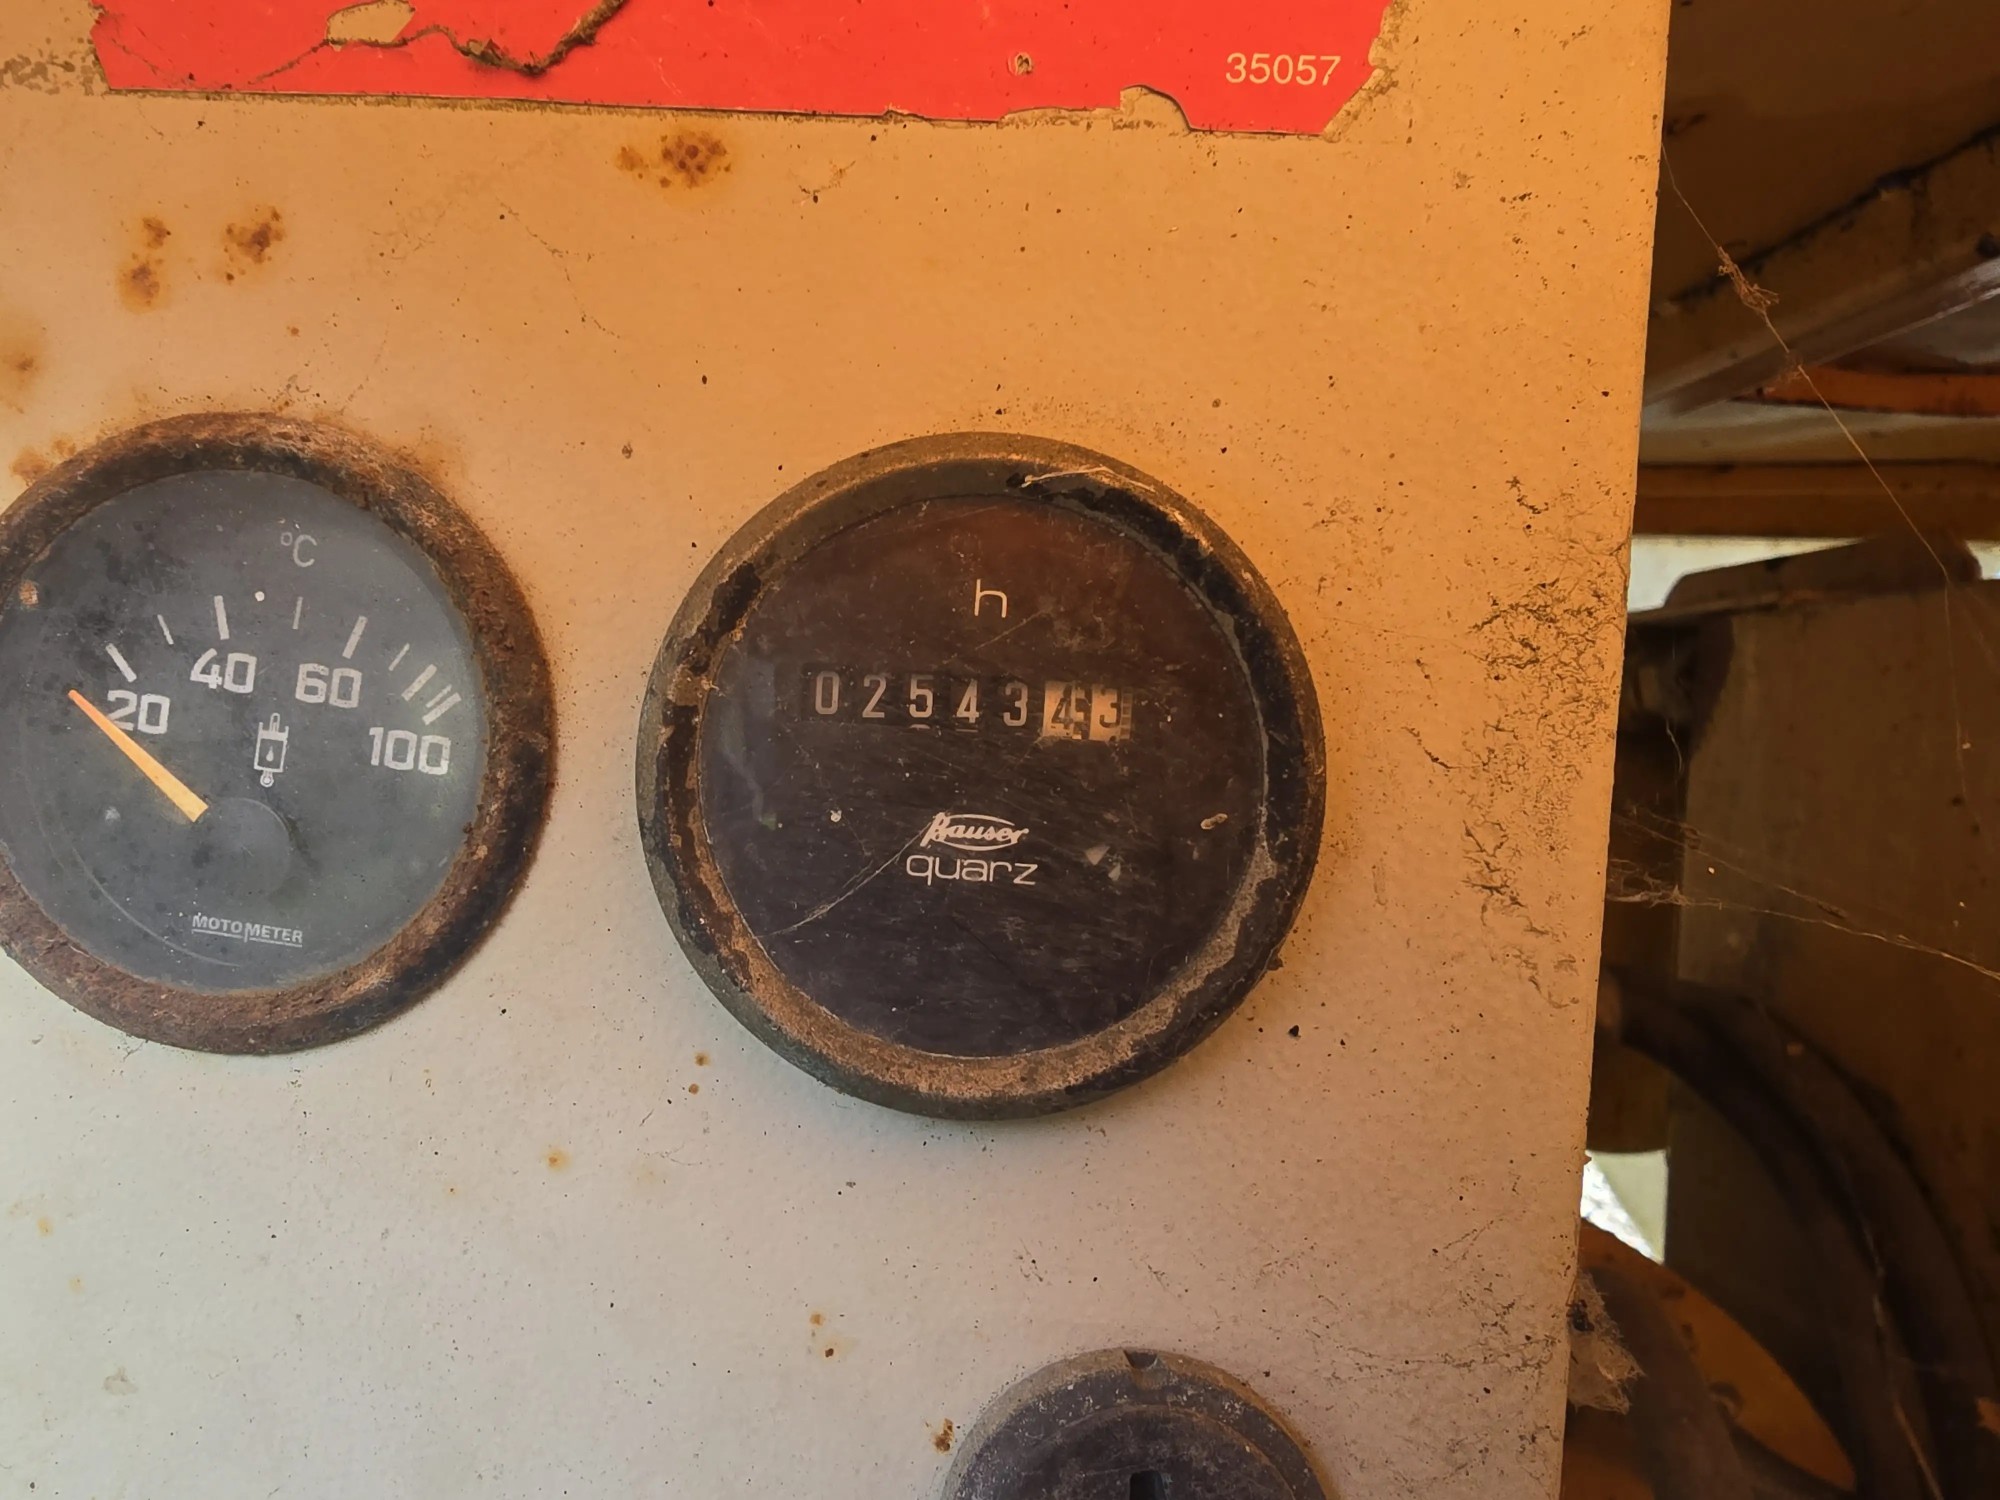 35057
°C
20 40 60 100
MOTOMETER
h
0254343
Hauser
quarz